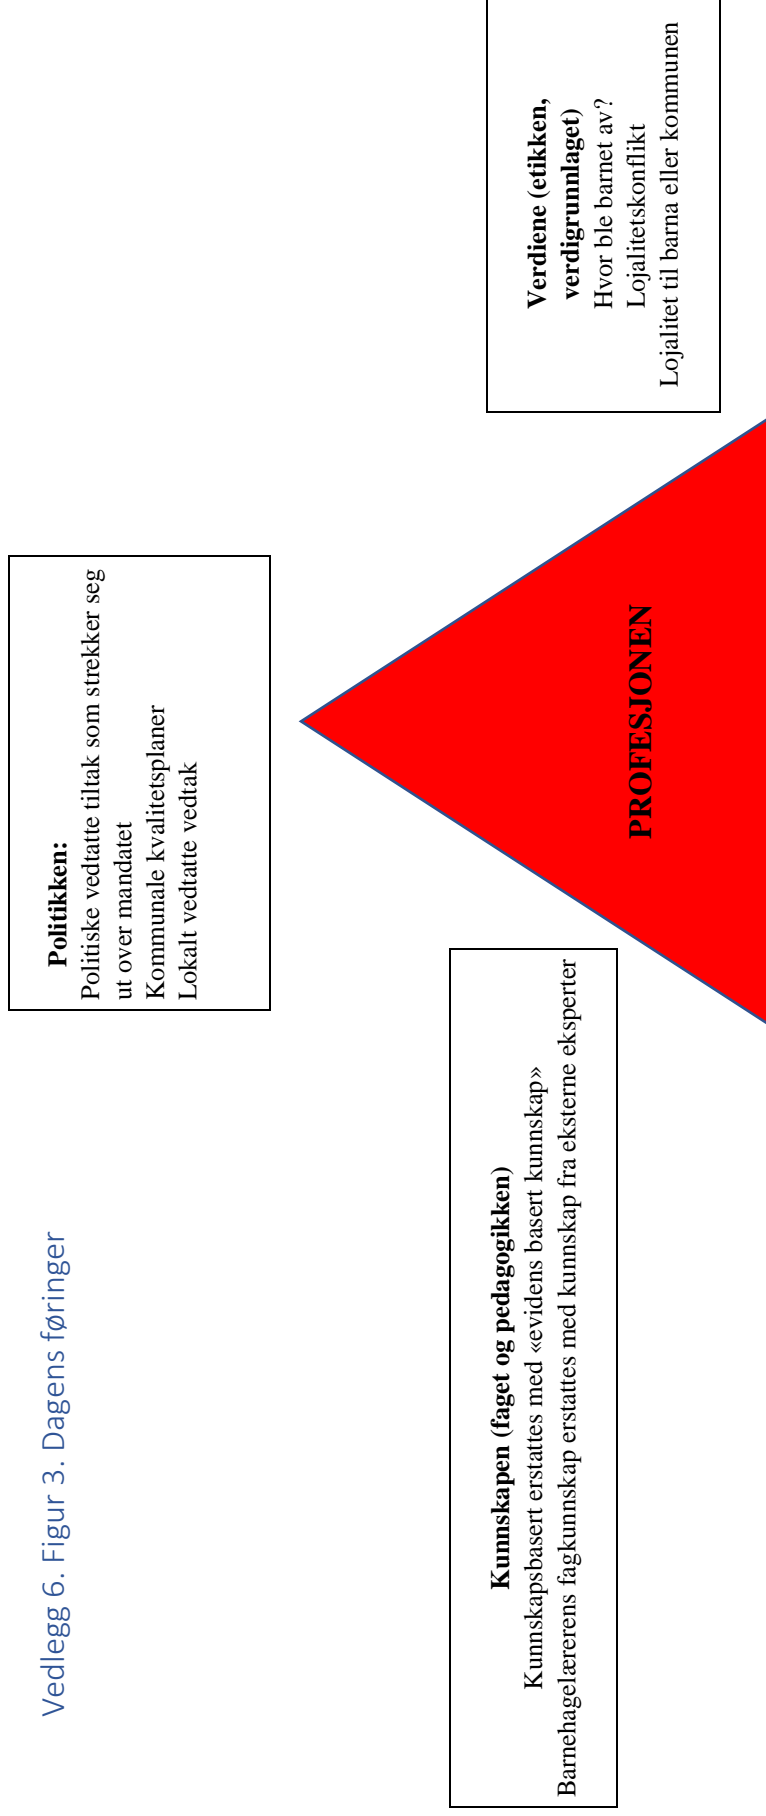 Vedlegg 6. Figur 3. Dagens føringer
Politikken:
Politiske vedtatte tiltak som strekker seg
ut over mandatet
Kommunale kvalitetsplaner
Lokalt vedtatte vedtak
Kunnskapen (faget og pedagogikken)
Kunnskapsbasert erstattes med «evidens basert kunnskap»
Barnehagelærerens fagkunnskap erstattes med kunnskap fra eksterne eksperter
PROFESJONEN
Verdiene (etikken,
verdigrunnlaget)
Hvor ble barnet av?
Lojalitetskonflikt
Lojalitet til barna eller kommunen